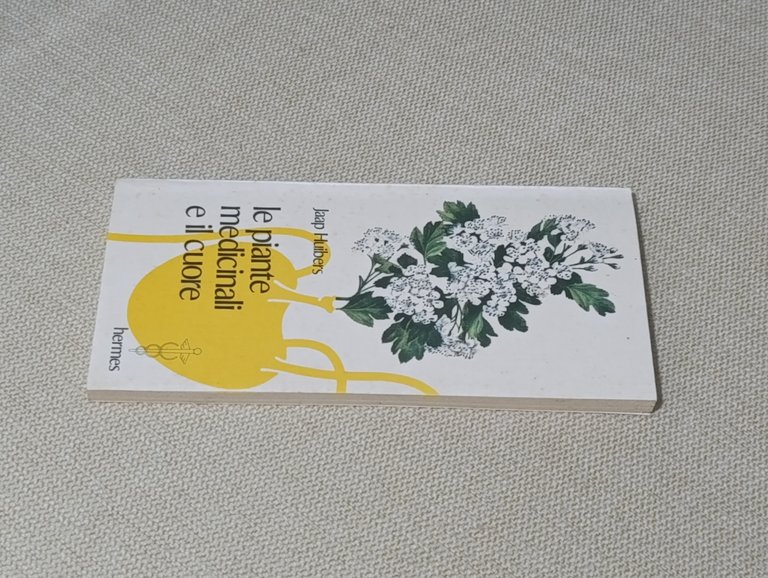 Jaap Huibers
le piante
medicinali
e il cuore
hermes